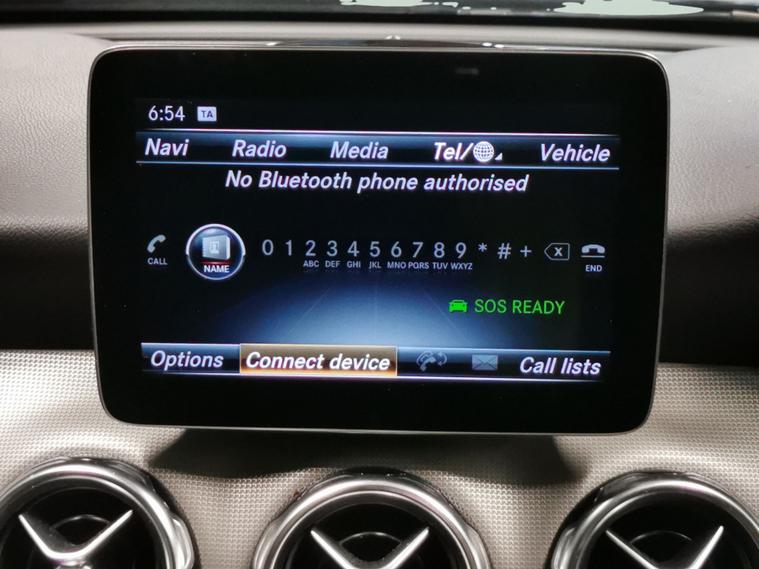 6:54 TA
Navi Radio Media Tel/ Vehicle
No Bluetooth phone authorised
0 1 2 3 4 5 6 7 8 9 * # + X
CALL NAME ABC DEF GHI JKL MNO PQRS TUV WXYZ END
SOS READY
Options Connect device Call lists